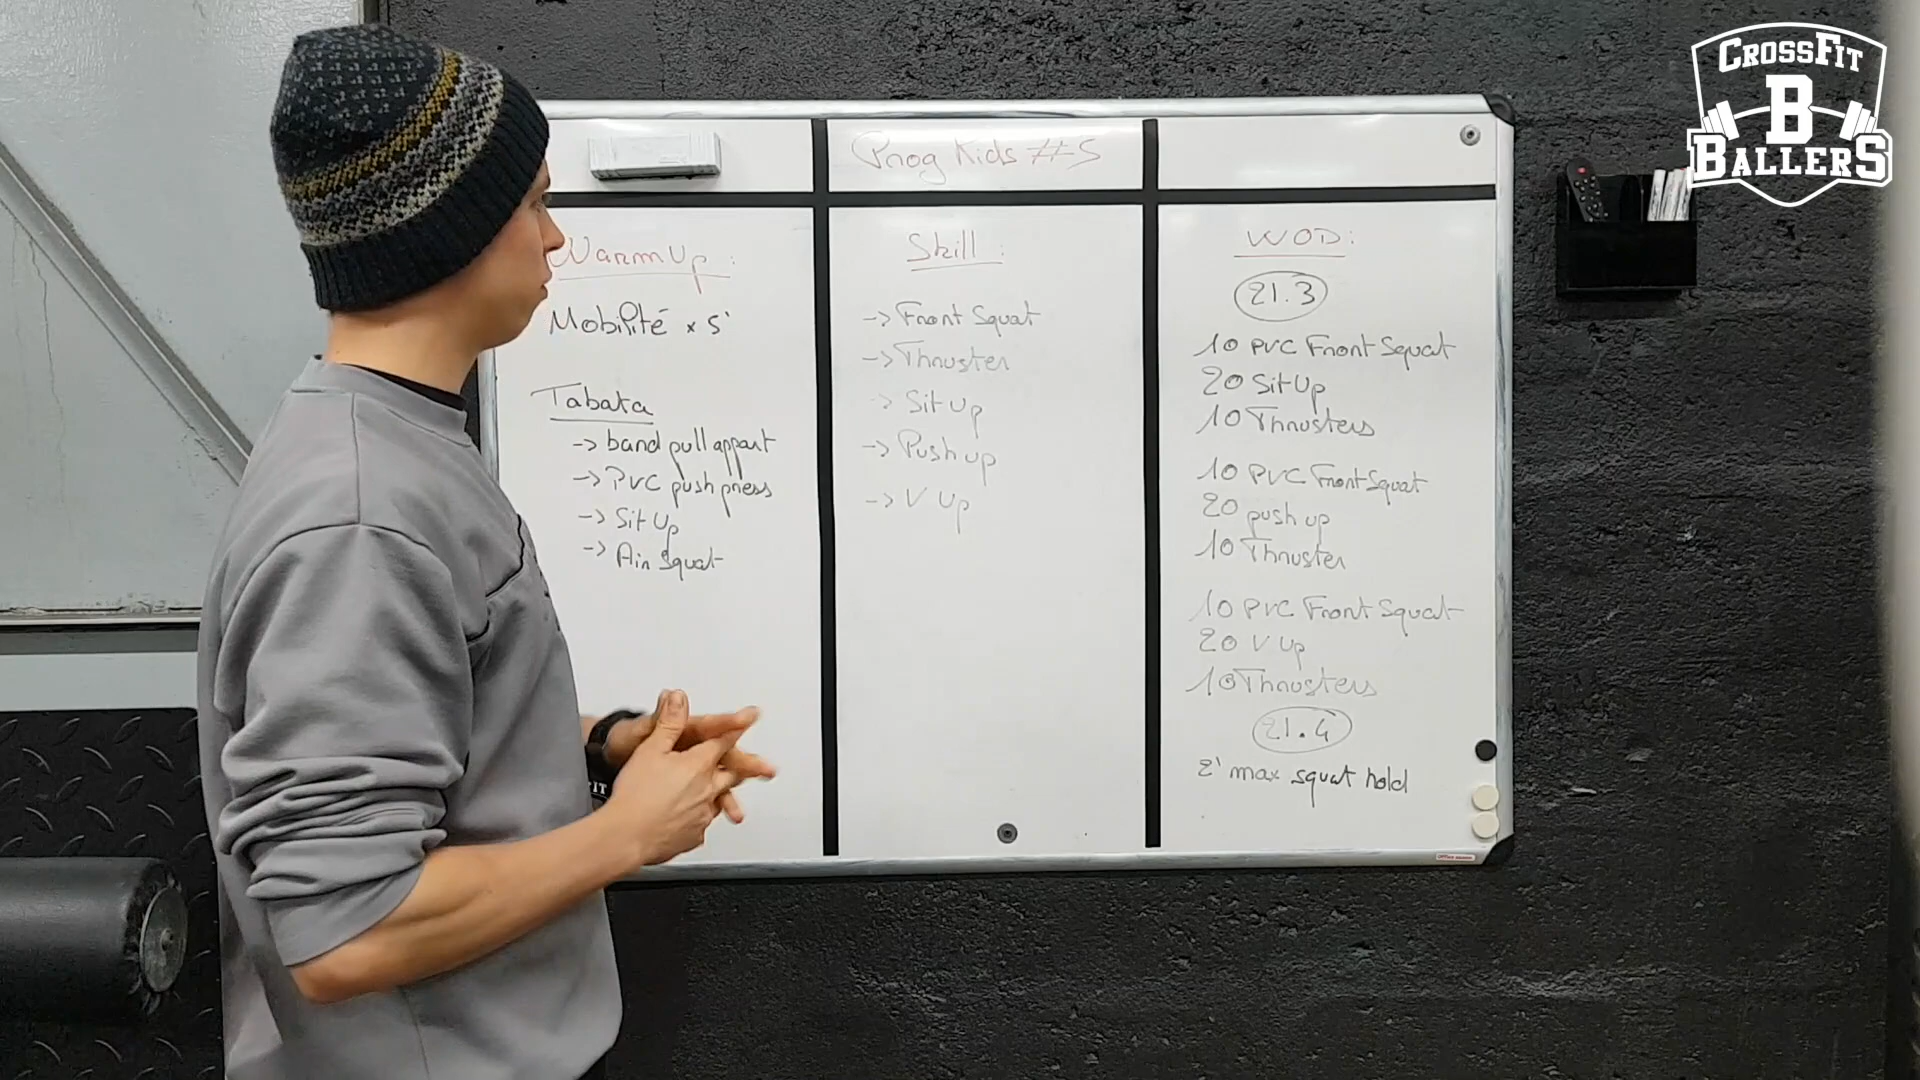 CROSSFIT
B
BALLERS
Prog Kids #5
Warm Up :
Mobilité x 5'
Tabata
-> band pull appart
-> PVC push press
-> Sit Up
-> Air Squat
Skill :
-> Front Squat
-> Thruster
-> Sit up
-> Push up
-> V Up
WOD :
21.3
10 PVC Front Squat
20 Sit Up
10 Thrusters
10 PVC Front Squat
20 push up
10 Thruster
10 PVC Front Squat
20 V Up
10 Thrusters
21.4
2' max squat hold